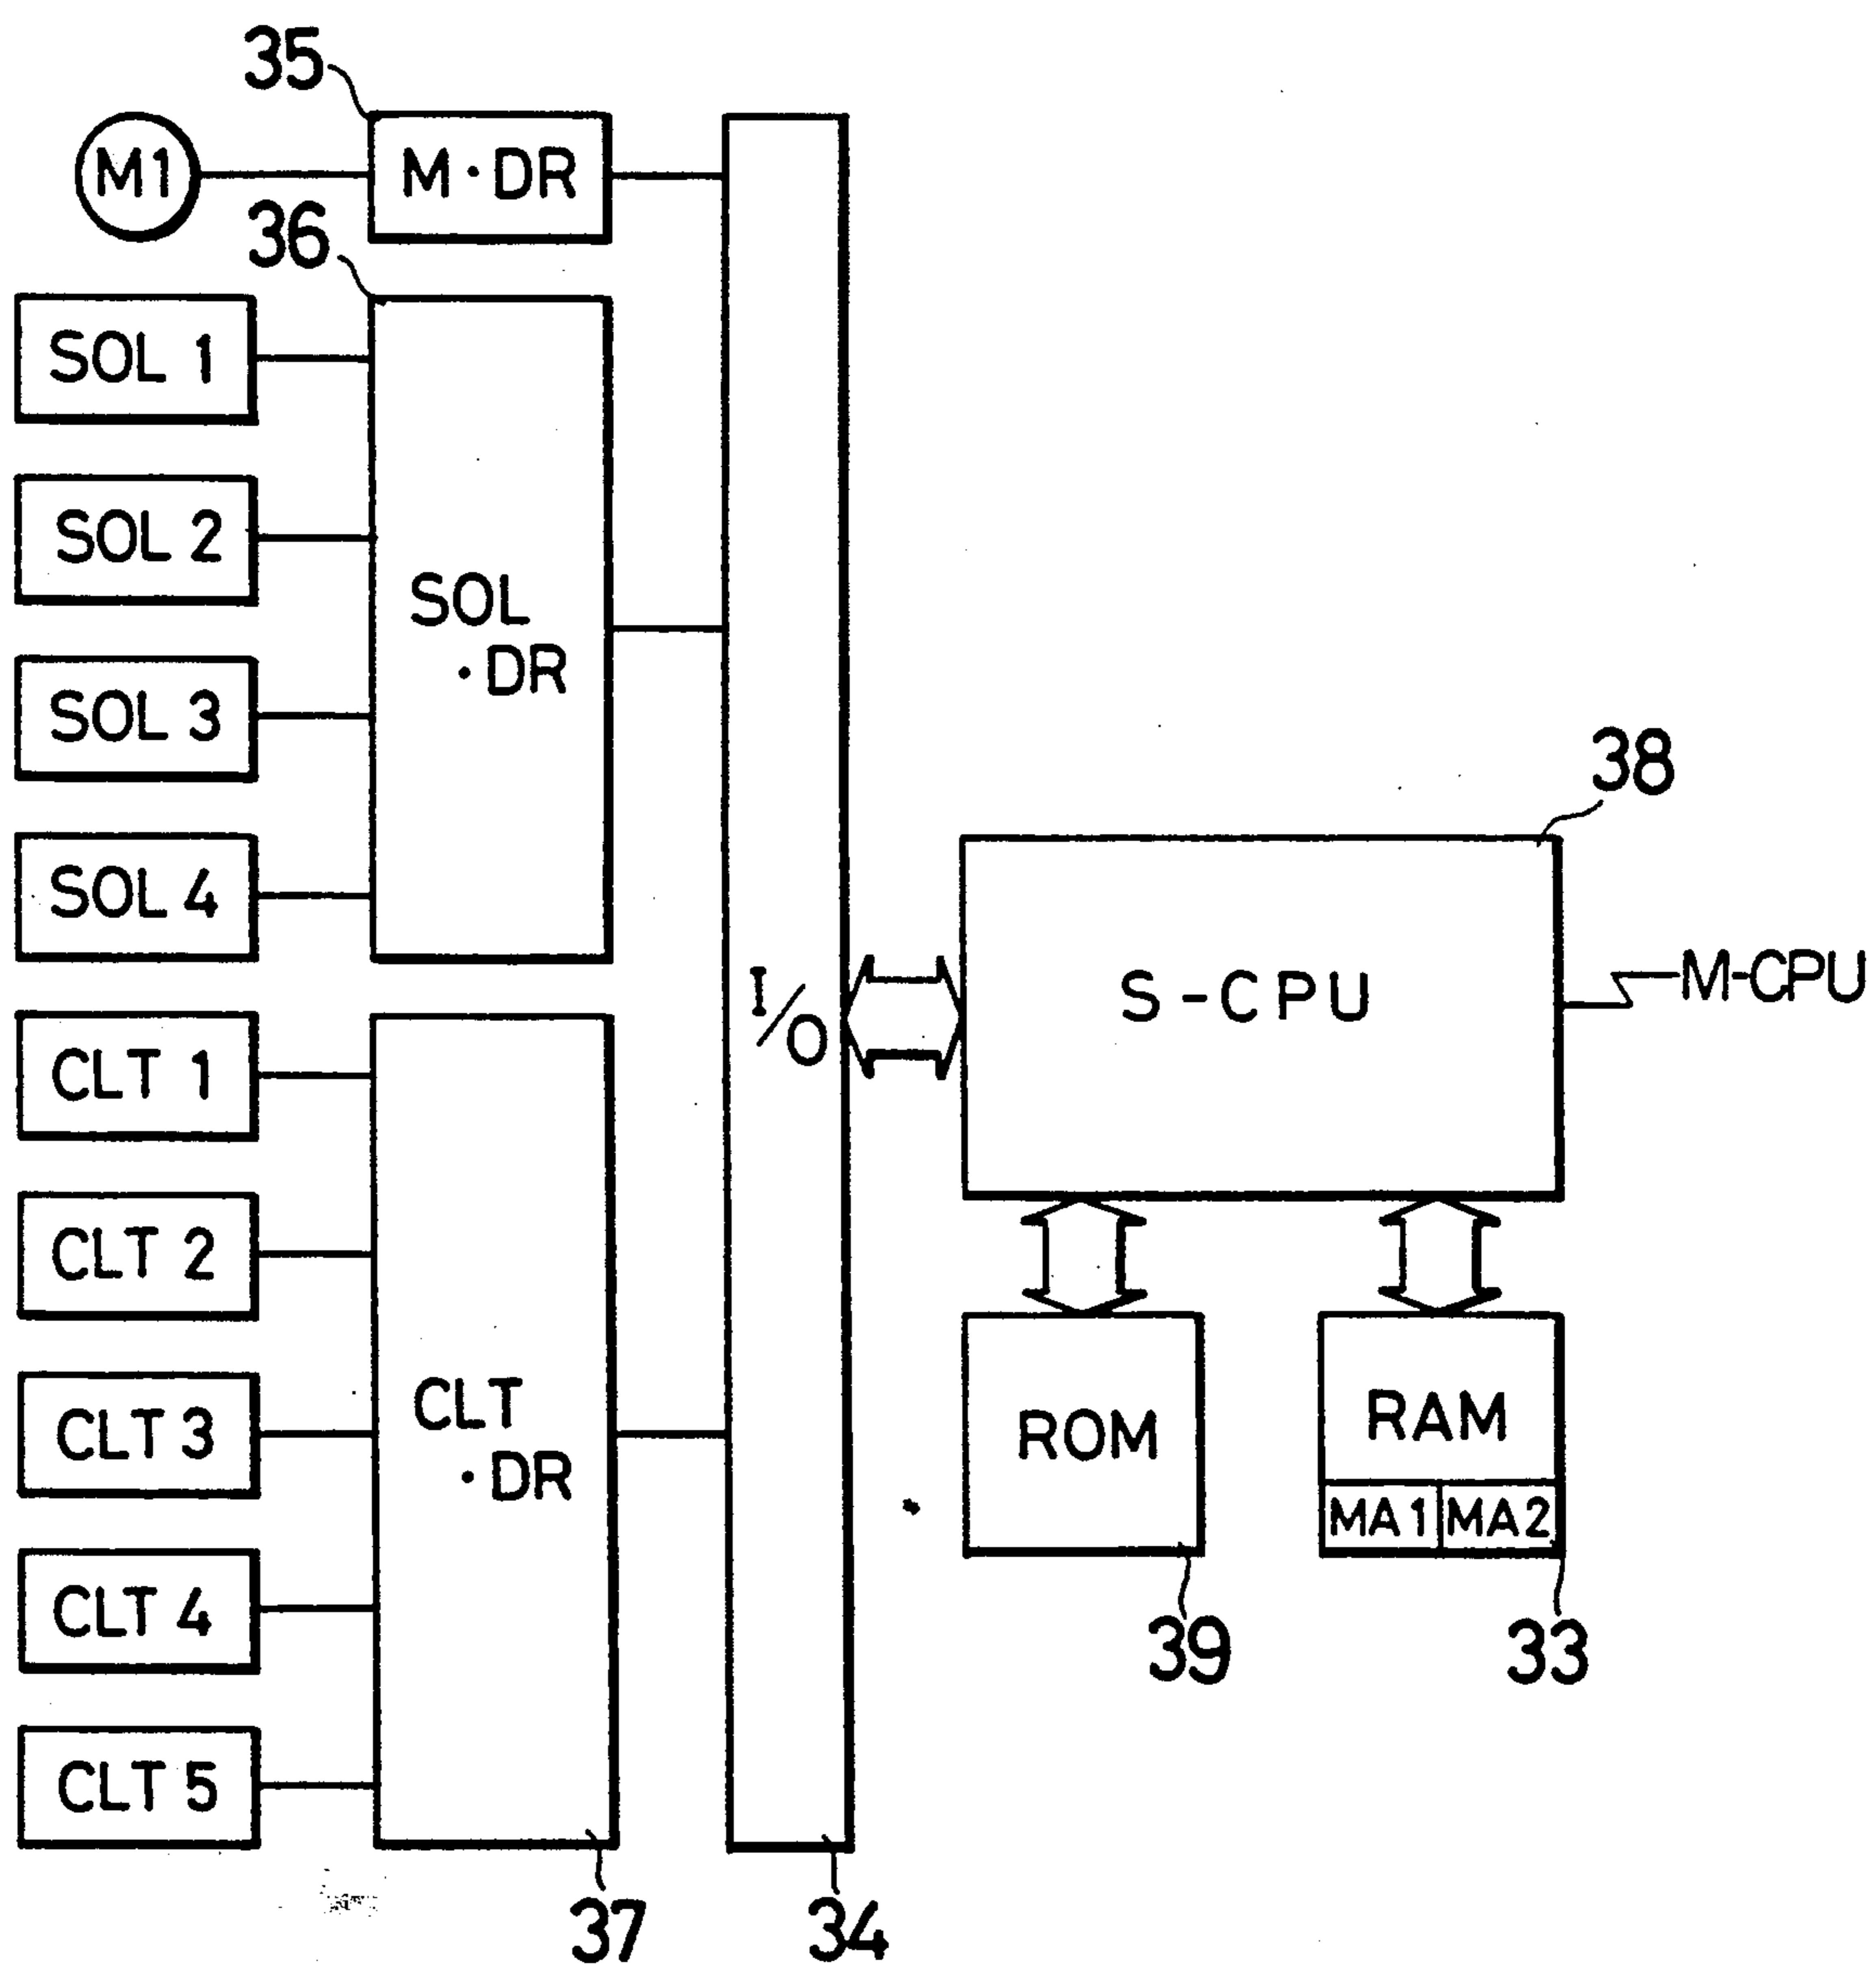 35
M1
M·DR
36
SOL 1
SOL 2
SOL 3
SOL 4
SOL
·DR
CLT 1
CLT 2
CLT 3
CLT 4
CLT 5
CLT
·DR
37
I/O
34
38
S-CPU
M-CPU
ROM
39
RAM
MA1
MA2
33